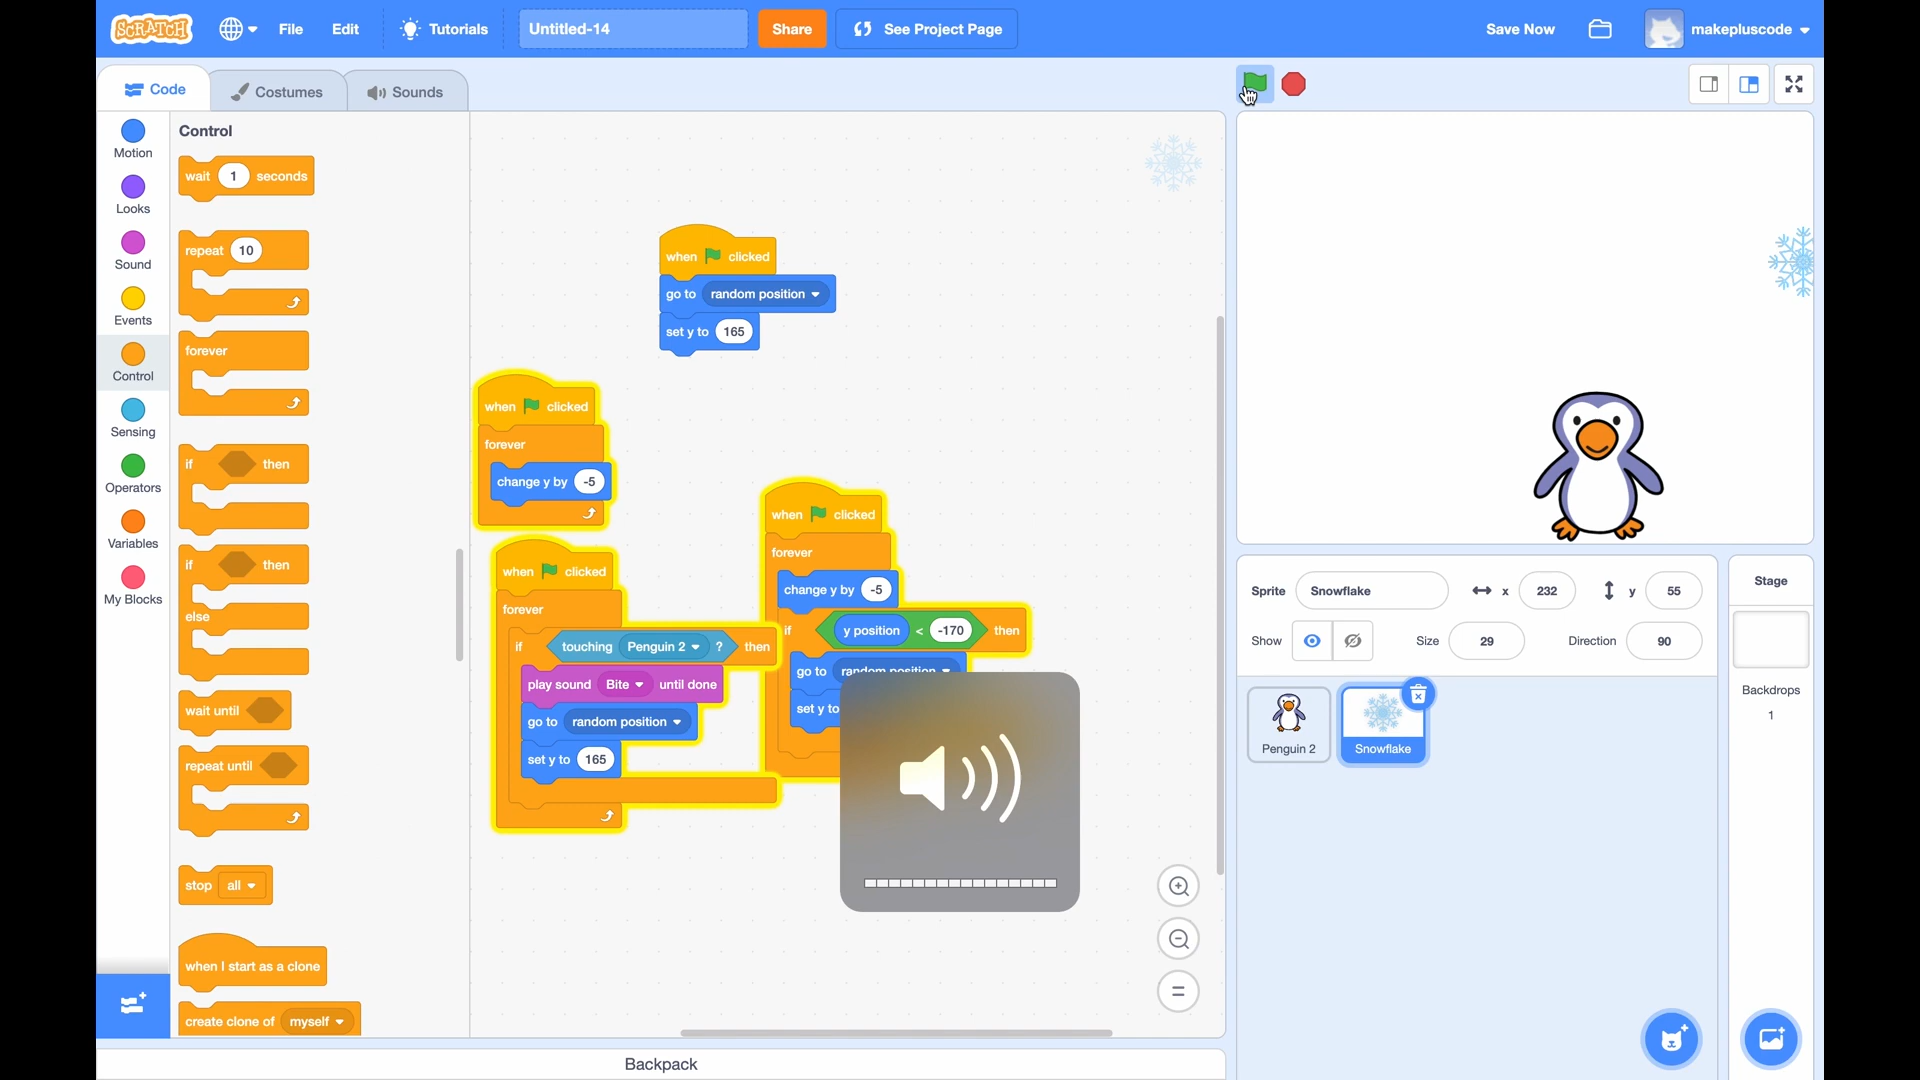 SCRATCH
File
Edit
Tutorials
Untitled-14
Share
See Project Page
Save Now
makepluscode
Code
Costumes
Sounds
Motion
Looks
Sound
Events
Control
Sensing
Operators
Variables
My Blocks
Control
wait 1 seconds
repeat 10
forever
if then
if then
else
wait until
repeat until
stop all
when I start as a clone
create clone of myself
when clicked
go to random position
set y to 165
when clicked
forever
change y by -5
when clicked
forever
if touching Penguin 2 ? then
play sound Bite until done
go to random position
set y to 165
when clicked
forever
change y by -5
if y position < -170 then
go to random position
set y to
Sprite Snowflake x 232 y 55
Show Size 29 Direction 90
Penguin 2
Snowflake
Stage
Backdrops
1
Backpack